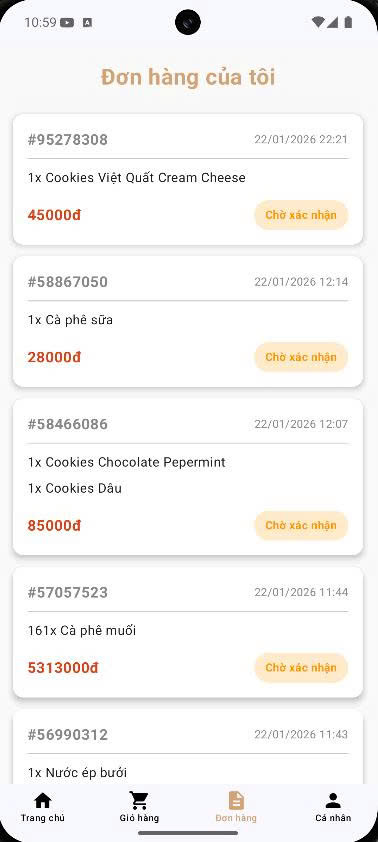 10:59
Đơn hàng của tôi
#95278308 22/01/2026 22:21
1x Cookies Việt Quất Cream Cheese
45000đ Chờ xác nhận
#58867050 22/01/2026 12:14
1x Cà phê sữa
28000đ Chờ xác nhận
#58466086 22/01/2026 12:07
1x Cookies Chocolate Pepermint
1x Cookies Dâu
85000đ Chờ xác nhận
#57057523 22/01/2026 11:44
161x Cà phê muối
5313000đ Chờ xác nhận
#56990312 22/01/2026 11:43
1x Nước ép bưởi
Trang chủ Giỏ hàng Đơn hàng Cá nhân